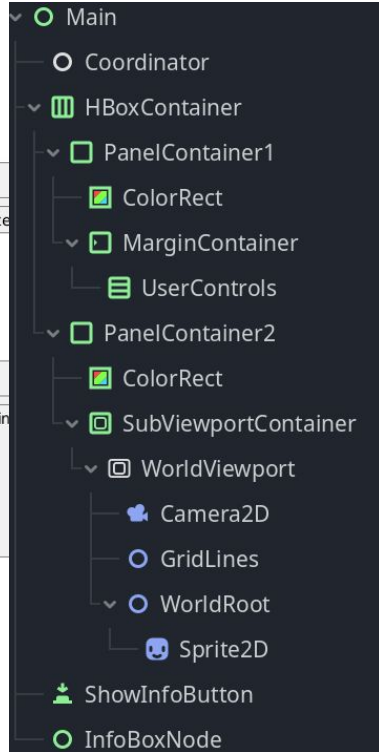 Main
Coordinator
HBoxContainer
PanelContainer1
ColorRect
MarginContainer
UserControls
PanelContainer2
ColorRect
SubViewportContainer
WorldViewport
Camera2D
GridLines
WorldRoot
Sprite2D
ShowInfoButton
InfoBoxNode